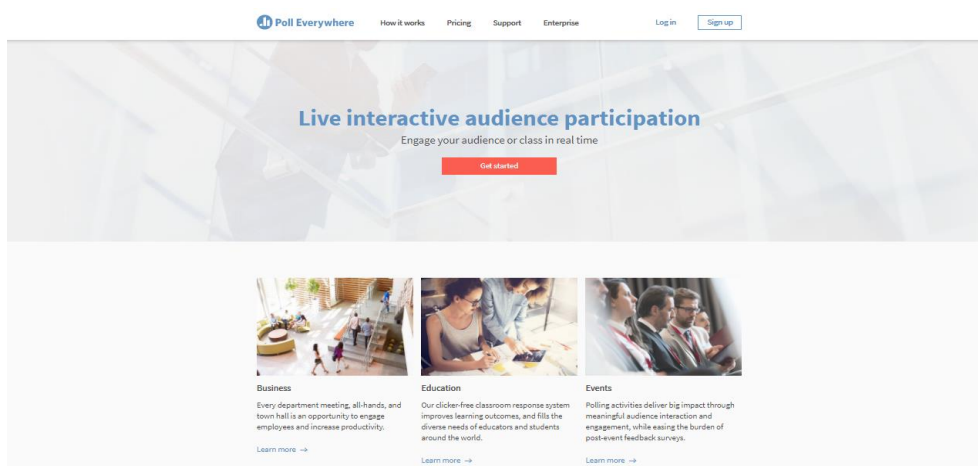 Poll Everywhere
How it works
Pricing
Support
Enterprise
Log in
Sign up
Live interactive audience participation
Engage your audience or class in real time
Get started
Business
Every department meeting, all-hands, and
town hall is an opportunity to engage
employees and increase productivity.
Learn more →
Education
Our clicker-free classroom response system
improves learning outcomes, and fills the
diverse needs of educators and students
around the world.
Learn more →
Events
Polling activities deliver big impact through
meaningful audience interaction and
engagement, while easing the burden of
post-event feedback surveys.
Learn more →